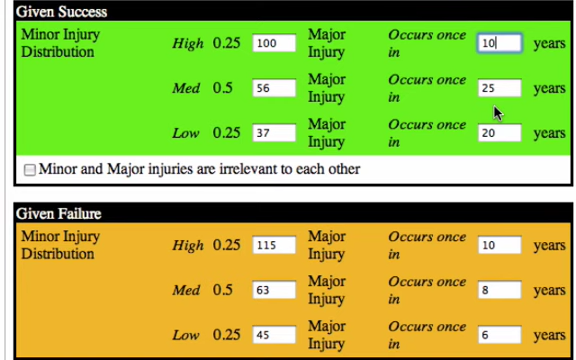 Given Success
Minor Injury Distribution High 0.25 100 Major Injury Occurs once in 10 years
Med 0.5 56 Major Injury Occurs once in 25 years
Low 0.25 37 Major Injury Occurs once in 20 years
Minor and Major injuries are irrelevant to each other
Given Failure
Minor Injury Distribution High 0.25 115 Major Injury Occurs once in 10 years
Med 0.5 63 Major Injury Occurs once in 8 years
Low 0.25 45 Major Injury Occurs once in 6 years